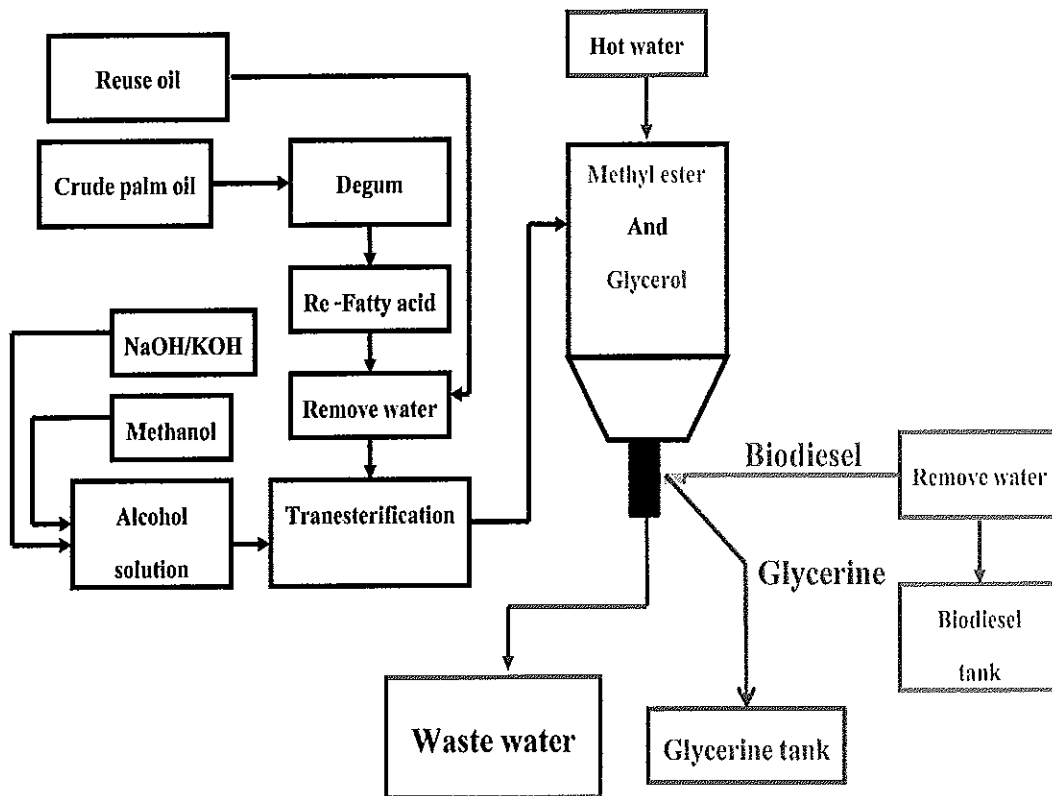 Hot water
Reuse oil
Crude palm oil
Degum
Methyl ester
And
Glycerol
Re -Fatty acid
NaOH/KOH
Remove water
Methanol
Biodiesel
Remove water
Alcohol
solution
Tranesterification
Glycerine
Biodiesel
tank
Waste water
Glycerine tank